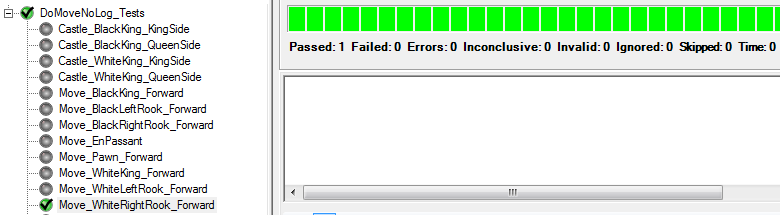 DoMoveNoLog_Tests
Castle_BlackKing_KingSide
Castle_BlackKing_QueenSide
Castle_WhiteKing_KingSide
Castle_WhiteKing_QueenSide
Move_BlackKing_Forward
Move_BlackLeftRook_Forward
Move_BlackRightRook_Forward
Move_EnPassant
Move_Pawn_Forward
Move_WhiteKing_Forward
Move_WhiteLeftRook_Forward
Move_WhiteRightRook_Forward
Passed: 1 Failed: 0 Errors: 0 Inconclusive: 0 Invalid: 0 Ignored: 0 Skipped: 0 Time: 0